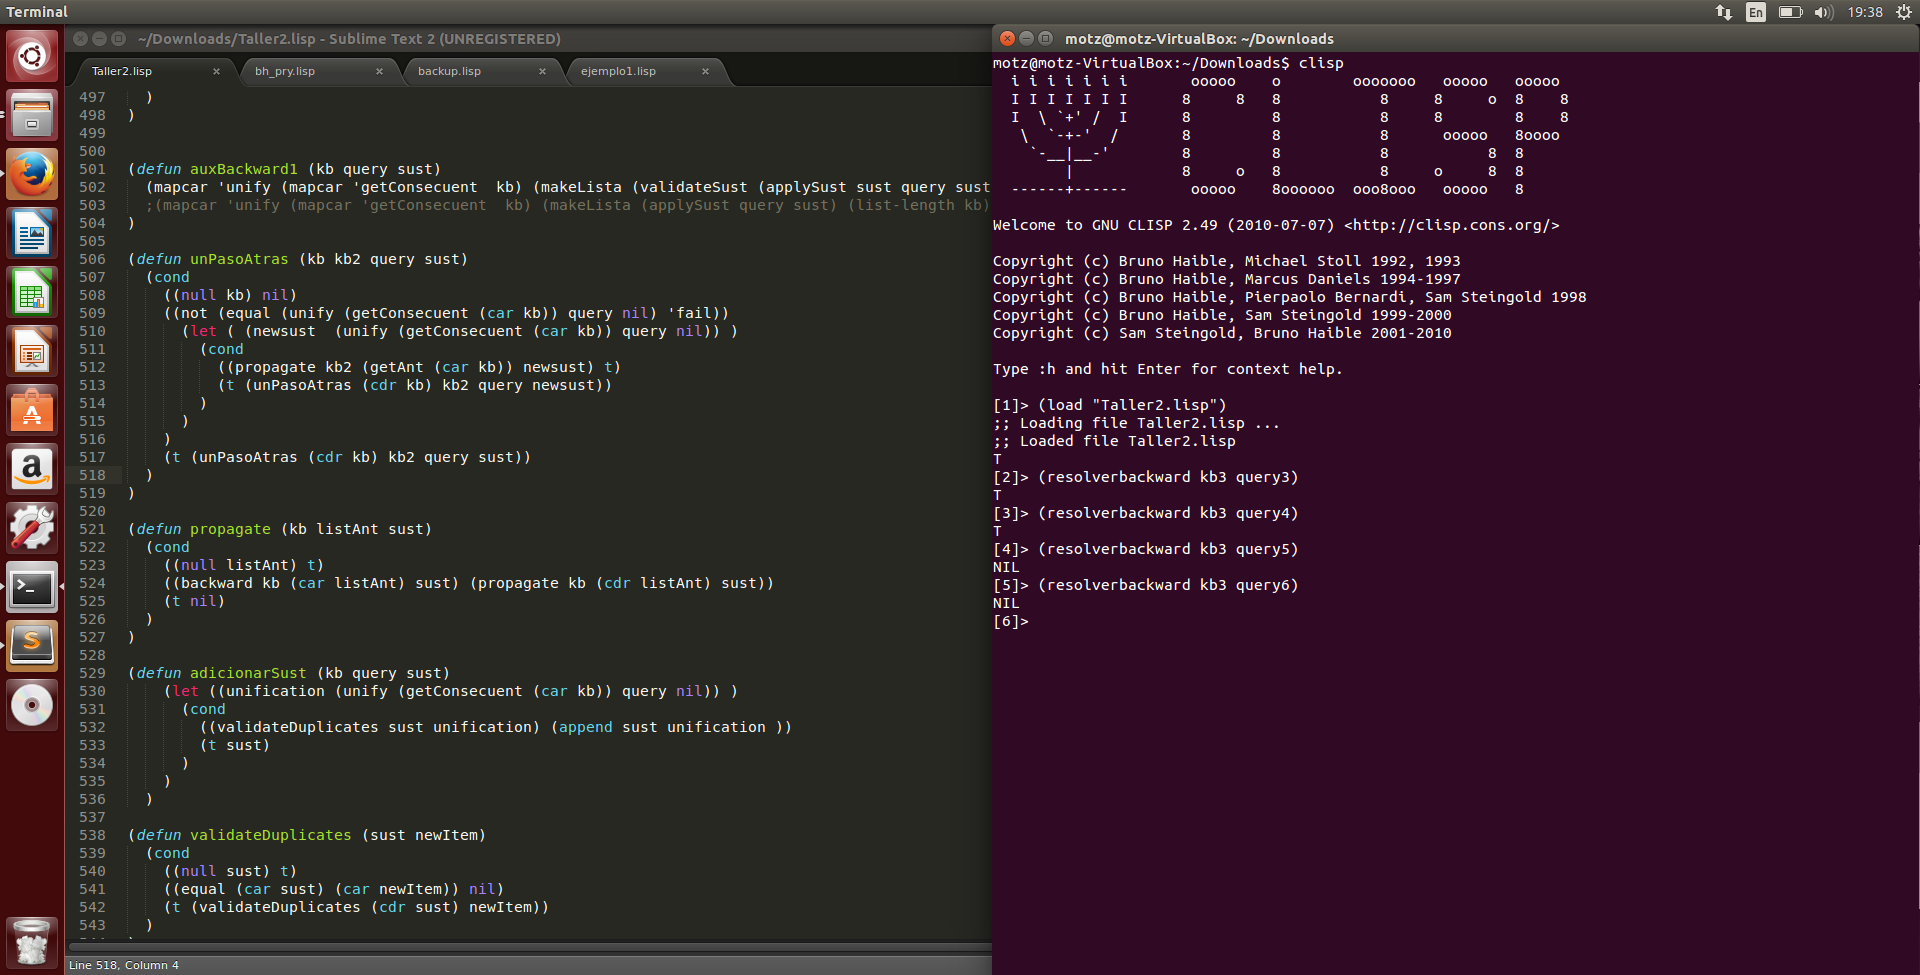 Terminal
En
19:38
~/Downloads/Taller2.lisp - Sublime Text 2 (UNREGISTERED)
Taller2.lisp ×
bh_pry.lisp ×
backup.lisp ×
ejemplo1.lisp ×
497   )
498 )
499
500
501 (defun auxBackward1 (kb query sust)
502   (mapcar 'unify (mapcar 'getConsecuent  kb) (makeLista (validateSust (applySust sust query sust
503   ;(mapcar 'unify (mapcar 'getConsecuent  kb) (makeLista (applySust query sust) (list-length kb)
504 )
505
506 (defun unPasoAtras (kb kb2 query sust)
507   (cond
508     ((null kb) nil)
509     ((not (equal (unify (getConsecuent (car kb)) query nil) 'fail))
510       (let ( (newsust  (unify (getConsecuent (car kb)) query nil)) )
511         (cond
512           ((propagate kb2 (getAnt (car kb)) newsust) t)
513           (t (unPasoAtras (cdr kb) kb2 query newsust))
514         )
515       )
516     )
517     (t (unPasoAtras (cdr kb) kb2 query sust))
518   )
519 )
520
521 (defun propagate (kb listAnt sust)
522   (cond
523     ((null listAnt) t)
524     ((backward kb (car listAnt) sust) (propagate kb (cdr listAnt) sust))
525     (t nil)
526   )
527 )
528
529 (defun adicionarSust (kb query sust)
530     (let ((unification (unify (getConsecuent (car kb)) query nil)) )
531       (cond
532         ((validateDuplicates sust unification) (append sust unification ))
533         (t sust)
534       )
535     )
536   )
537
538 (defun validateDuplicates (sust newItem)
539   (cond
540     ((null sust) t)
541     ((equal (car sust) (car newItem)) nil)
542     (t (validateDuplicates (cdr sust) newItem))
543   )
Line 518, Column 4
motz@motz-VirtualBox: ~/Downloads
motz@motz-VirtualBox:~/Downloads$ clisp
  i i i i i i i       ooooo    o        ooooooo   ooooo   ooooo
  I I I I I I I      8     8   8           8     8     o  8    8
  I  \ `+' /  I      8         8           8     8        8    8
   \  `-+-'  /       8         8           8      ooooo   8oooo
    `-__|__-'        8         8           8           8  8
        |            8     o   8           8     o     8  8
  ------+------       ooooo    8oooooo  ooo8ooo   ooooo   8
Welcome to GNU CLISP 2.49 (2010-07-07) <http://clisp.cons.org/>
Copyright (c) Bruno Haible, Michael Stoll 1992, 1993
Copyright (c) Bruno Haible, Marcus Daniels 1994-1997
Copyright (c) Bruno Haible, Pierpaolo Bernardi, Sam Steingold 1998
Copyright (c) Bruno Haible, Sam Steingold 1999-2000
Copyright (c) Sam Steingold, Bruno Haible 2001-2010
Type :h and hit Enter for context help.
[1]> (load "Taller2.lisp")
;; Loading file Taller2.lisp ...
;; Loaded file Taller2.lisp
T
[2]> (resolverbackward kb3 query3)
T
[3]> (resolverbackward kb3 query4)
T
[4]> (resolverbackward kb3 query5)
NIL
[5]> (resolverbackward kb3 query6)
NIL
[6]>